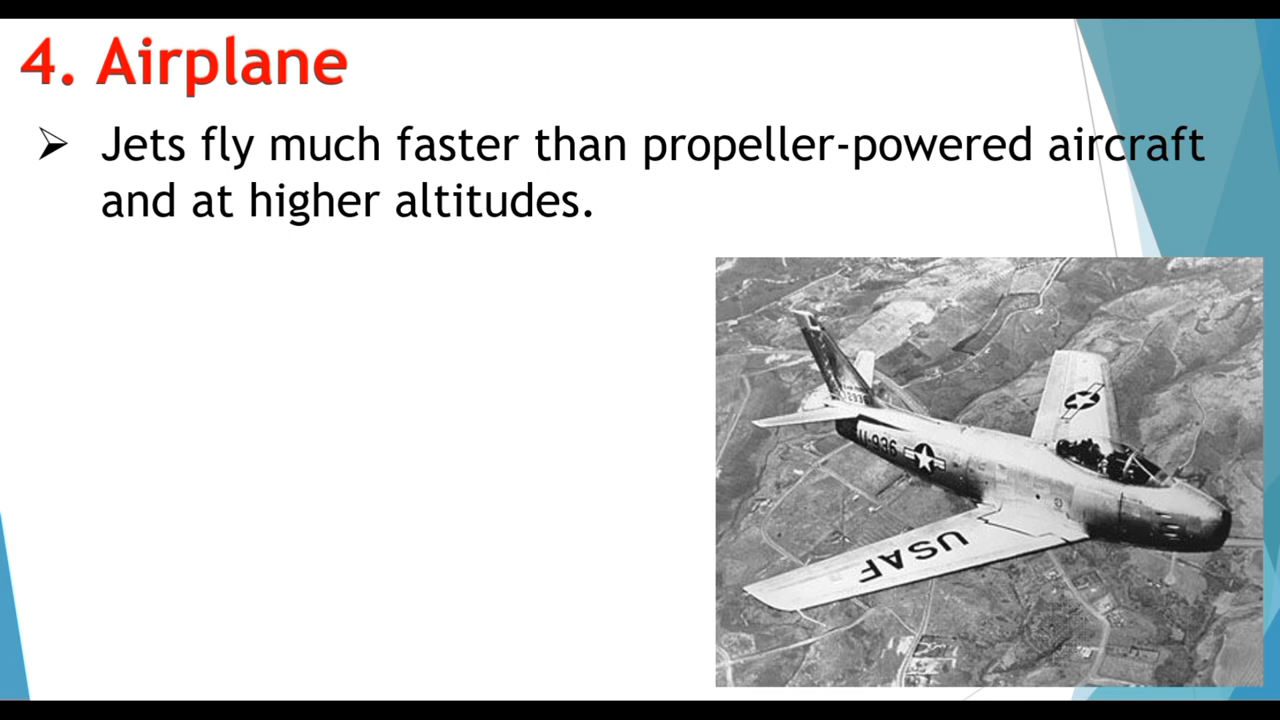 4. Airplane
➢ Jets fly much faster than propeller-powered aircraft
and at higher altitudes.
USAF